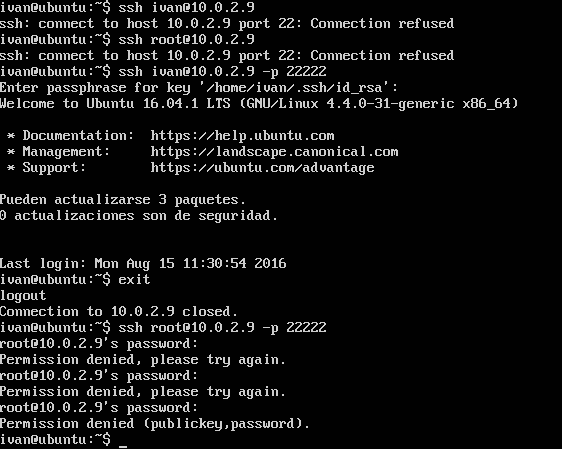 ivan@ubuntu:~$ ssh ivan@10.0.2.9
ssh: connect to host 10.0.2.9 port 22: Connection refused
ivan@ubuntu:~$ ssh root@10.0.2.9
ssh: connect to host 10.0.2.9 port 22: Connection refused
ivan@ubuntu:~$ ssh ivan@10.0.2.9 -p 22222
Enter passphrase for key '/home/ivan/.ssh/id_rsa':
Welcome to Ubuntu 16.04.1 LTS (GNU/Linux 4.4.0-31-generic x86_64)
* Documentation: https://help.ubuntu.com
* Management: https://landscape.canonical.com
* Support: https://ubuntu.com/advantage
Pueden actualizarse 3 paquetes.
0 actualizaciones son de seguridad.
Last login: Mon Aug 15 11:30:54 2016
ivan@ubuntu:~$ exit
logout
Connection to 10.0.2.9 closed.
ivan@ubuntu:~$ ssh root@10.0.2.9 -p 22222
root@10.0.2.9's password:
Permission denied, please try again.
root@10.0.2.9's password:
Permission denied, please try again.
root@10.0.2.9's password:
Permission denied (publickey,password).
ivan@ubuntu:~$ _